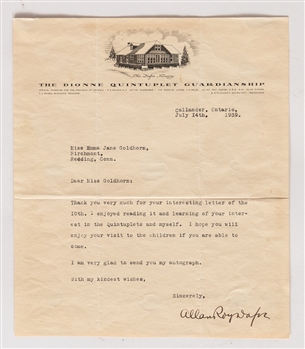 The Dafoe Nursery
THE DIONNE QUINTUPLET GUARDIANSHIP
Callander, Ontario,
July 14th, 1939.
Miss Emma Jane Goldhorn,
Birchmont,
Redding, Conn.
Dear Miss Goldhorn:
Thank you very much for your interesting letter of the
10th. I enjoyed reading it and learning of your inter-
est in the Quintuplets and myself. I hope you will
enjoy your visit to the children if you are able to
come.
I am very glad to send you my autograph.
With my kindest wishes,
Sincerely,
Allan Roy Dafoe